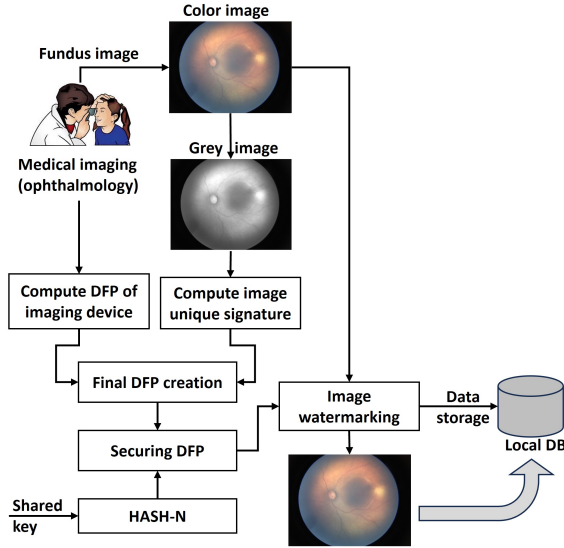 Color image
Fundus image
Grey image
Medical imaging
(ophthalmology)
Compute DFP of
imaging device
Compute image
unique signature
Final DFP creation
Image
watermarking
Data
storage
Securing DFP
Local DB
Shared
key
HASH-N